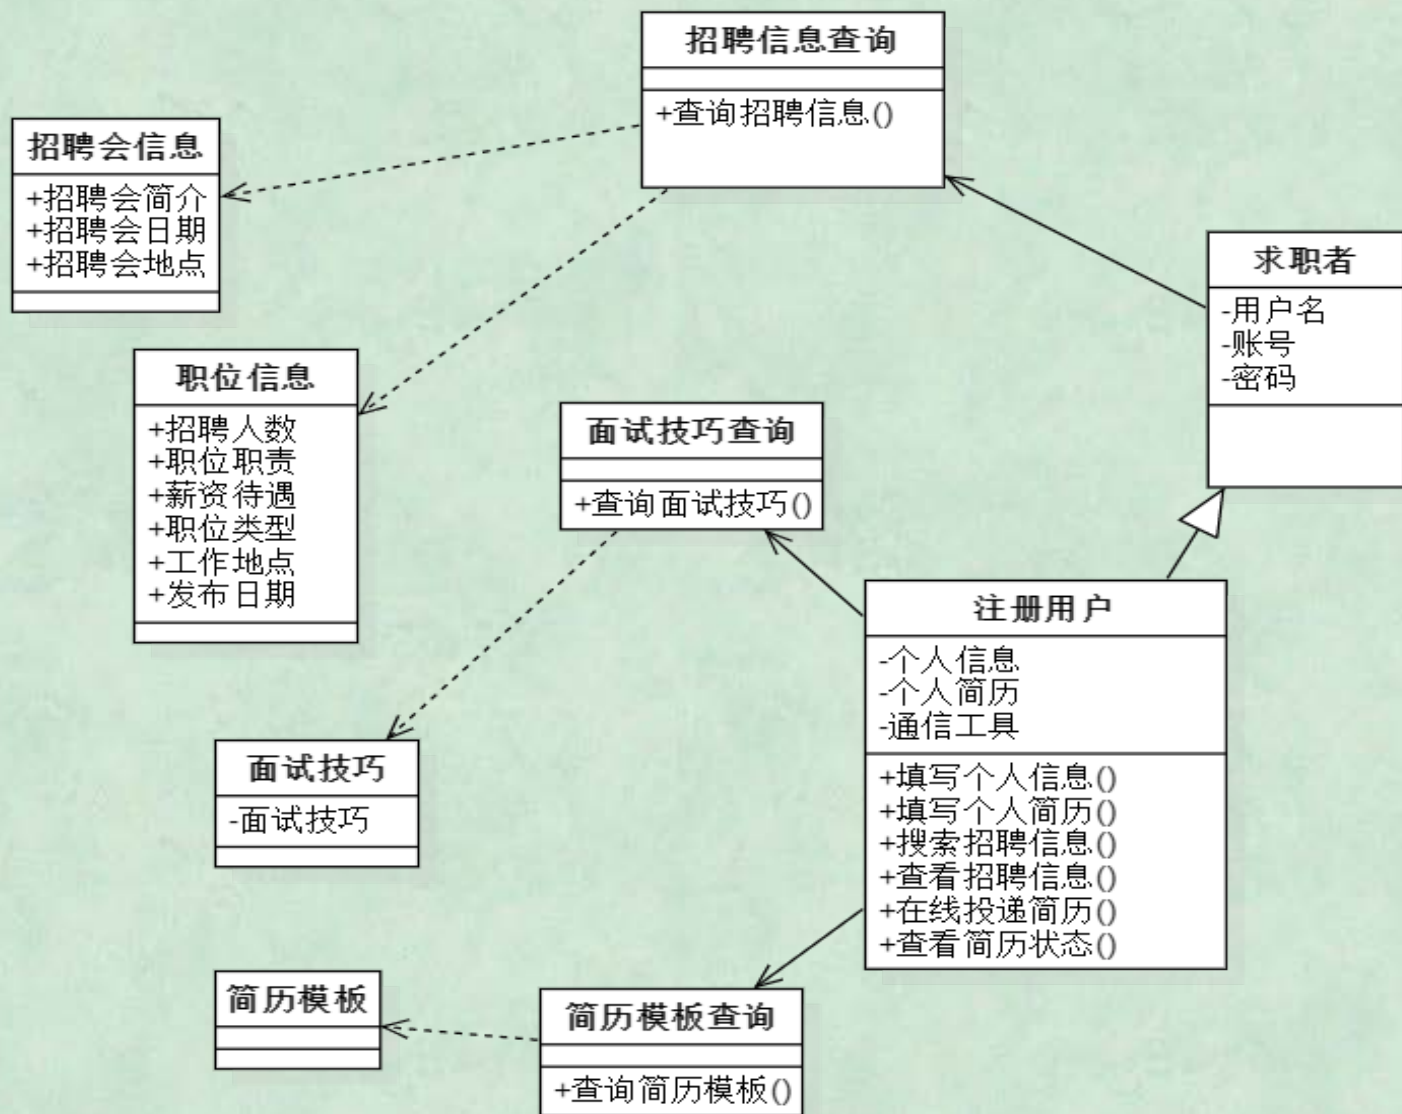 招聘信息查询
+查询招聘信息()
招聘会信息
+招聘会简介
+招聘会日期
+招聘会地点
求职者
-用户名
-账号
-密码
职位信息
+招聘人数
+职位职责
+薪资待遇
+职位类型
+工作地点
+发布日期
面试技巧查询
+查询面试技巧()
注册用户
-个人信息
-个人简历
-通信工具
+填写个人信息()
+填写个人简历()
+搜索招聘信息()
+查看招聘信息()
+在线投递简历()
+查看简历状态()
面试技巧
-面试技巧
简历模板
简历模板查询
+查询简历模板()